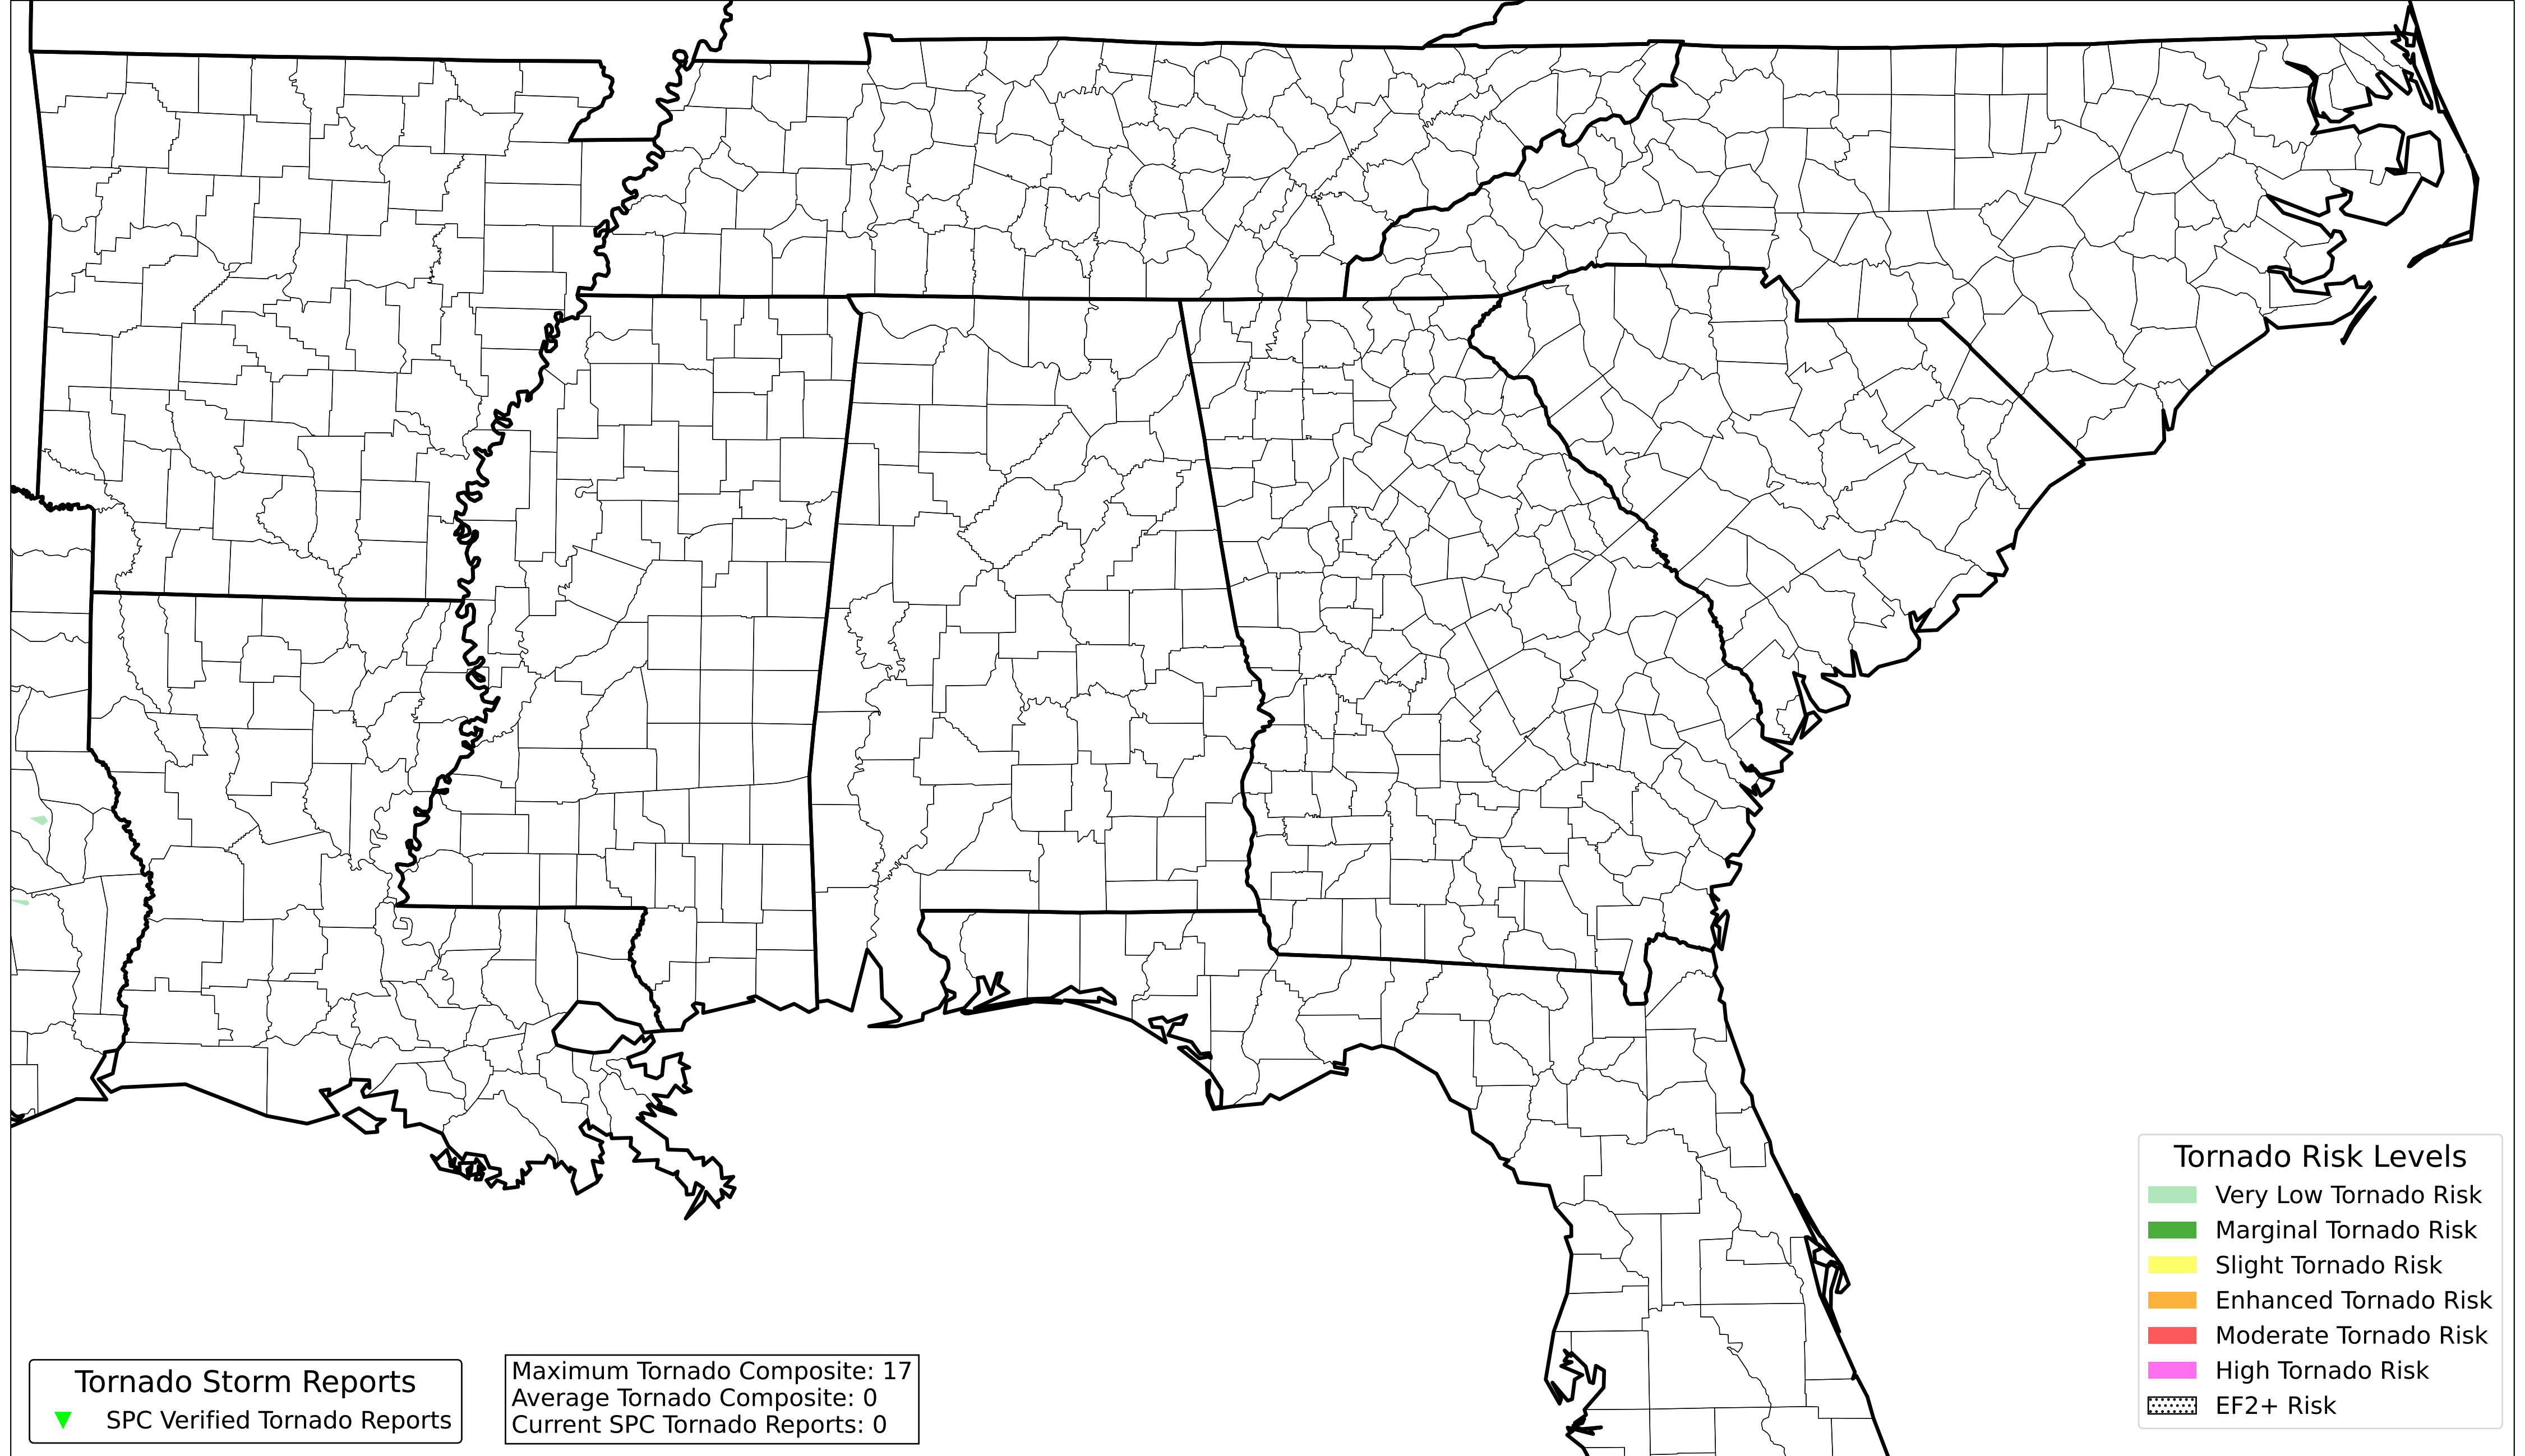 Tornado Risk Levels
Very Low Tornado Risk
Marginal Tornado Risk
Slight Tornado Risk
Enhanced Tornado Risk
Moderate Tornado Risk
High Tornado Risk
EF2+ Risk
Tornado Storm Reports
SPC Verified Tornado Reports
Maximum Tornado Composite: 17
Average Tornado Composite: 0
Current SPC Tornado Reports: 0